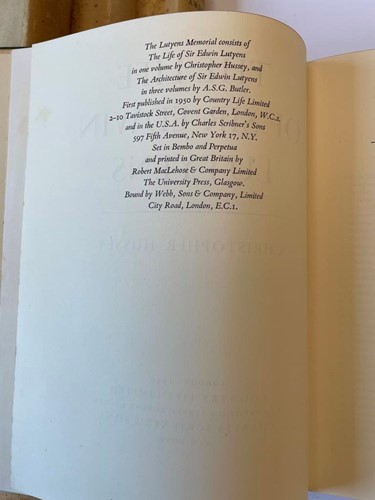 The Lutyens Memorial consists of
The Life of Sir Edwin Lutyens
in one volume by Christopher Hussey, and
The Architecture of Sir Edwin Lutyens
in three volumes by A.S.G. Butler.
First published in 1950 by Country Life Limited
2-10 Tavistock Street, Covent Garden, London, W.C.2.
and in the U.S.A. by Charles Scribner's Sons
597 Fifth Avenue, New York 17, N.Y.
Set in Bembo and Perpetua
and printed in Great Britain by
Robert MacLehose & Company Limited
The University Press, Glasgow.
Bound by Webb, Sons & Company, Limited
City Road, London, E.C.1.